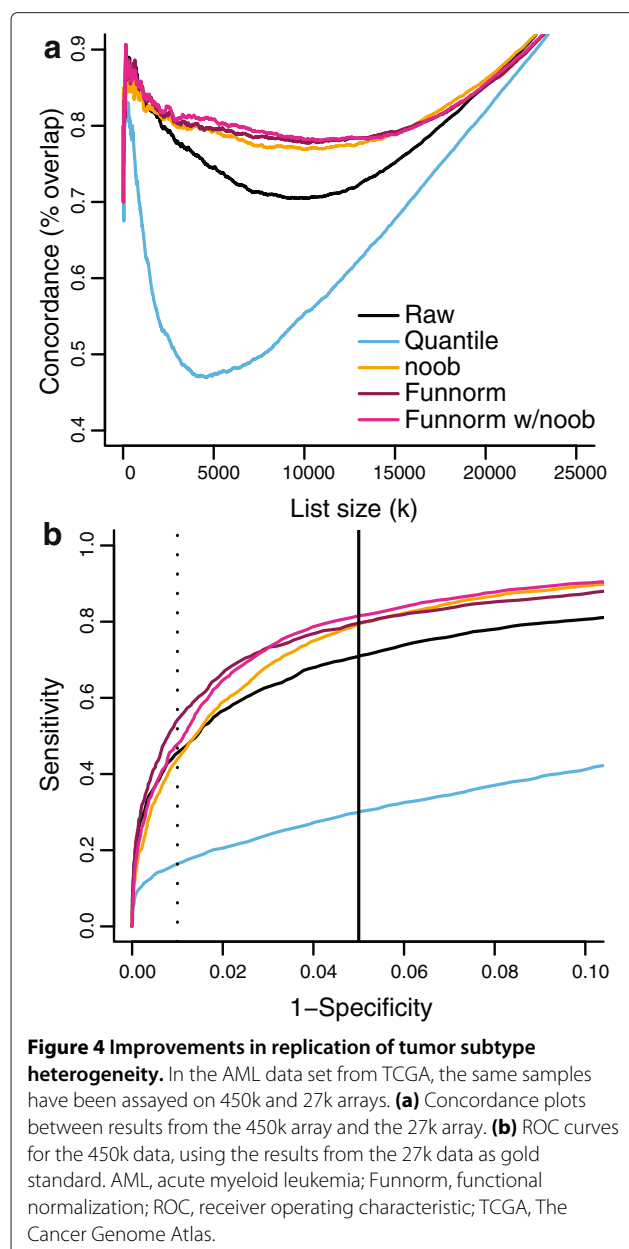 a
Concordance (% overlap)
0.9
0.8
0.7
0.6
0.5
0.4
Raw
Quantile
noob
Funnorm
Funnorm w/noob
0 5000 10000 15000 20000 25000
List size (k)
b
Sensitivity
1.0
0.8
0.6
0.4
0.2
0.0
0.00 0.02 0.04 0.06 0.08 0.10
1−Specificity
Figure 4 Improvements in replication of tumor subtype
heterogeneity. In the AML data set from TCGA, the same samples
have been assayed on 450k and 27k arrays. (a) Concordance plots
between results from the 450k array and the 27k array. (b) ROC curves
for the 450k data, using the results from the 27k data as gold
standard. AML, acute myeloid leukemia; Funnorm, functional
normalization; ROC, receiver operating characteristic; TCGA, The
Cancer Genome Atlas.